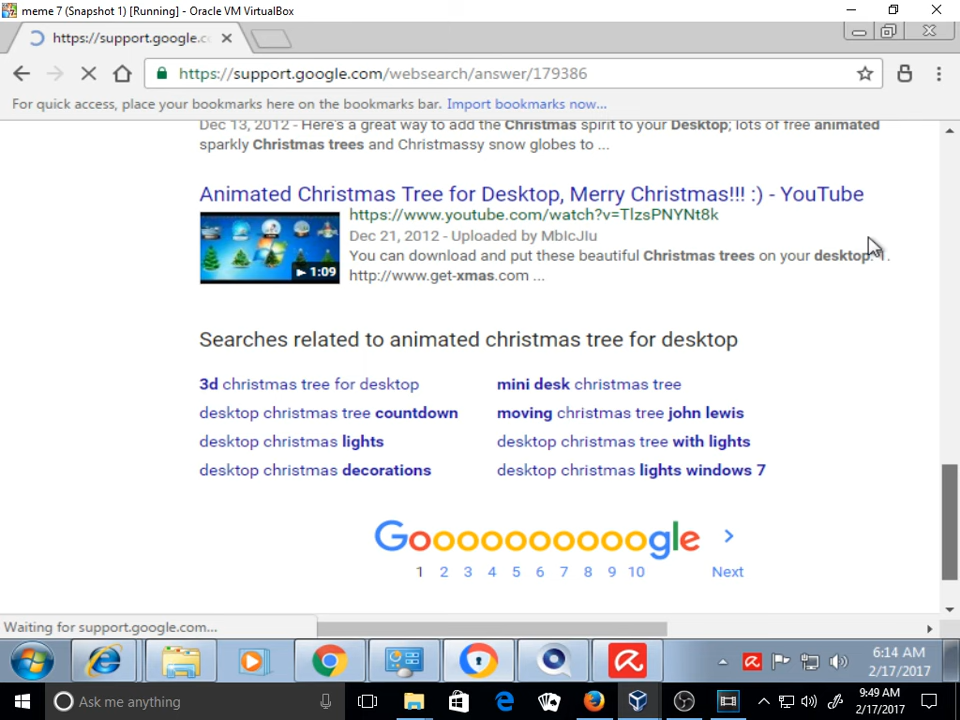 meme 7 (Snapshot 1) [Running] - Oracle VM VirtualBox
https://support.google.c
https://support.google.com/websearch/answer/179386
For quick access, place your bookmarks here on the bookmarks bar. Import bookmarks now...
Dec 13, 2012 - Here's a great way to add the Christmas spirit to your Desktop; lots of free animated
sparkly Christmas trees and Christmassy snow globes to ...
Animated Christmas Tree for Desktop, Merry Christmas!!! :) - YouTube
https://www.youtube.com/watch?v=TlzsPNYNt8k
Dec 21, 2012 - Uploaded by MbIcJIu
You can download and put these beautiful Christmas trees on your desktop. 1.
http://www.get-xmas.com ...
1:09
Searches related to animated christmas tree for desktop
3d christmas tree for desktop
mini desk christmas tree
desktop christmas tree countdown
moving christmas tree john lewis
desktop christmas lights
desktop christmas tree with lights
desktop christmas decorations
desktop christmas lights windows 7
Goooooooooogle
1 2 3 4 5 6 7 8 9 10 Next
Waiting for support.google.com...
6:14 AM
2/17/2017
Ask me anything
9:49 AM
2/17/2017